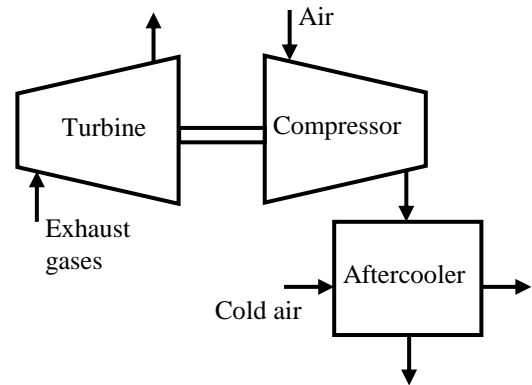 Air
Turbine
Compressor
Exhaust
gases
Aftercooler
Cold air